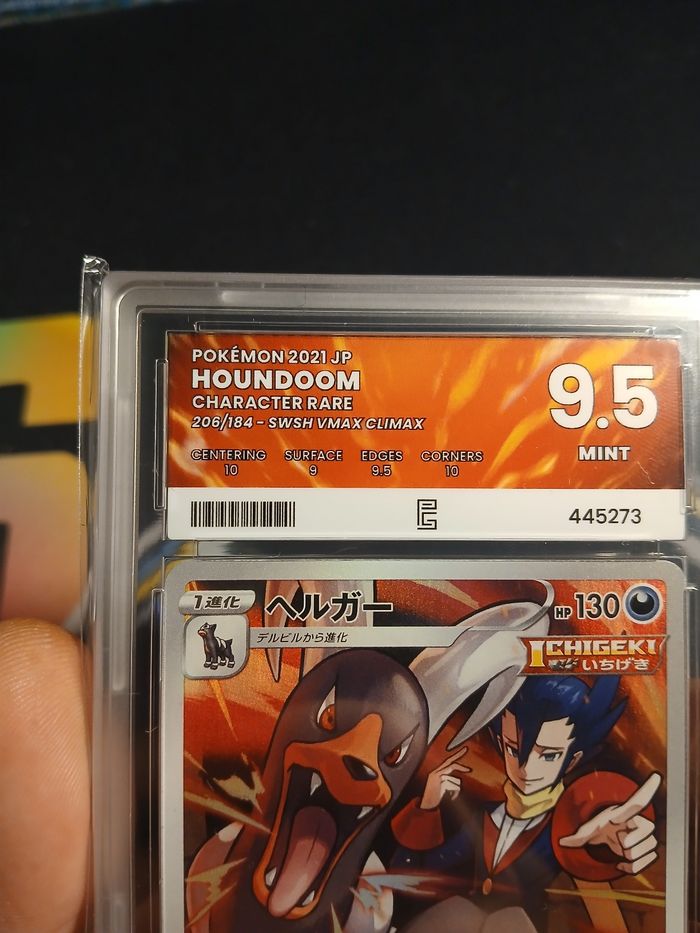 POKÉMON 2021 JP
HOUNDOOM
CHARACTER RARE
206/184 - SWSH VMAX CLIMAX
9.5
MINT
CENTERING SURFACE EDGES CORNERS
10 9 9.5 10
445273
1進化 ヘルガー HP 130
デルビルから進化
ICHIGEKI
いちげき